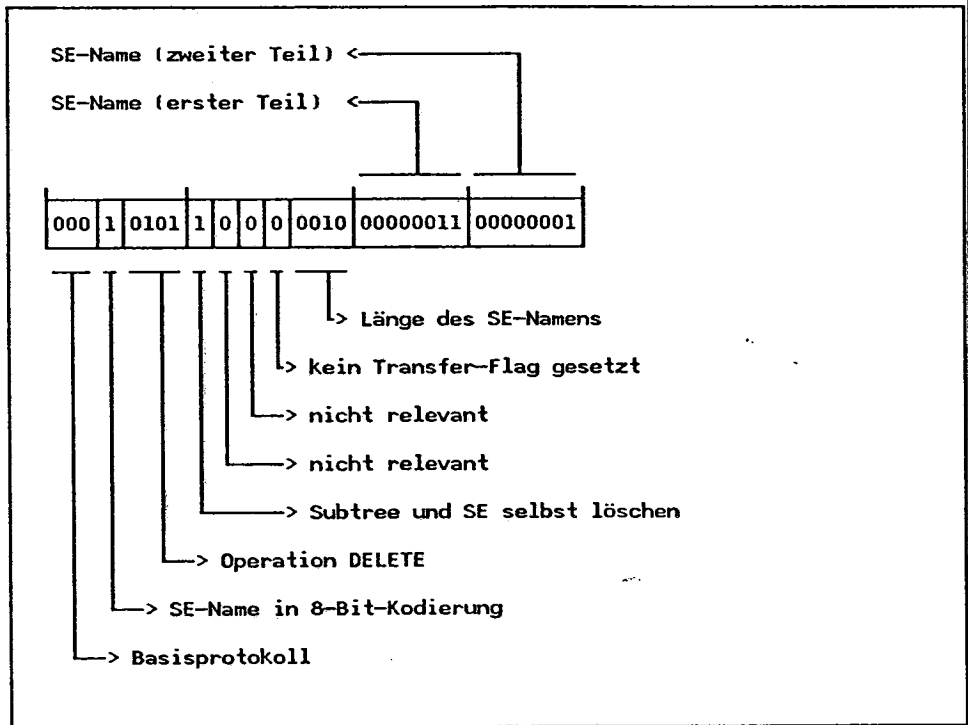 SE-Name (zweiter Teil) <
SE-Name (erster Teil) <
000 1 0101 1 0 0 0 0010 00000011 00000001
> Länge des SE-Namens
> kein Transfer-Flag gesetzt
> nicht relevant
> nicht relevant
> Subtree und SE selbst löschen
> Operation DELETE
> SE-Name in 8-Bit-Kodierung
> Basisprotokoll